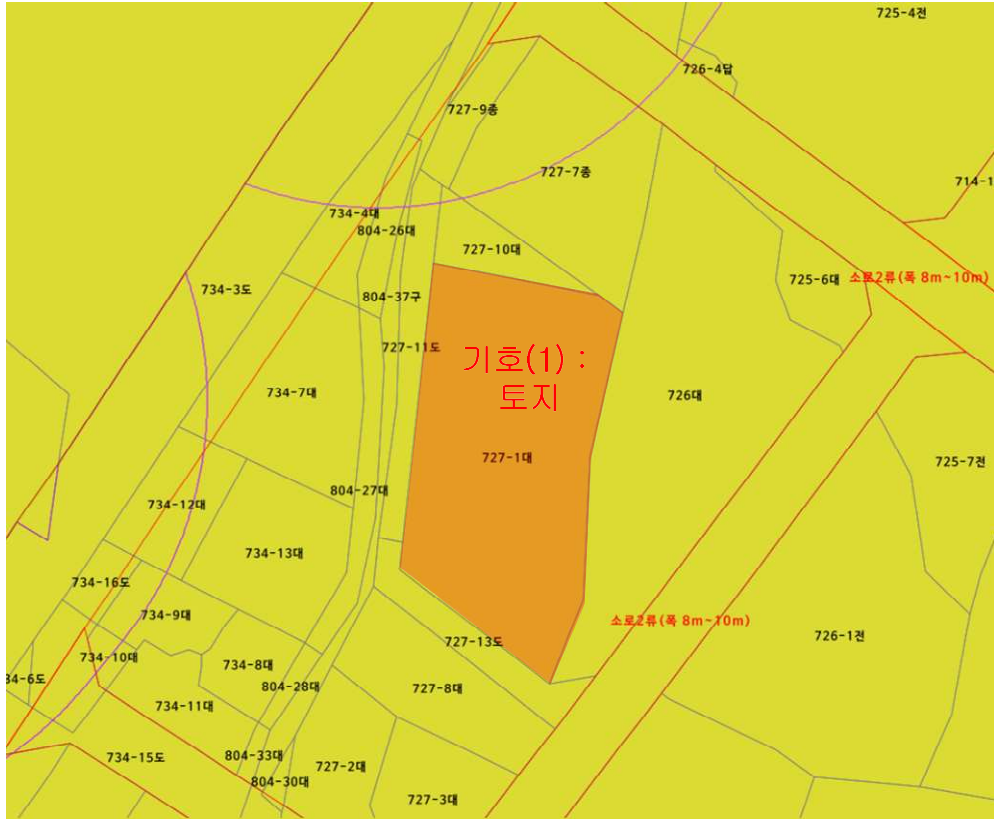 725-4전
726-4답
727-9종
727-7종
714-1
734-4대
804-26대
727-10대
734-3도
804-37구
725-6대
소로2류(폭 8m~10m)
727-11도
기호(1) :
토지
734-7대
726대
727-1대
725-7전
804-27대
734-12대
734-13대
734-16도
734-9대
소로2류(폭 8m~10m)
727-13도
726-1전
734-10대
734-8대
34-6도
804-28대
727-8대
734-11대
734-15도
804-33대
727-2대
804-30대
727-3대